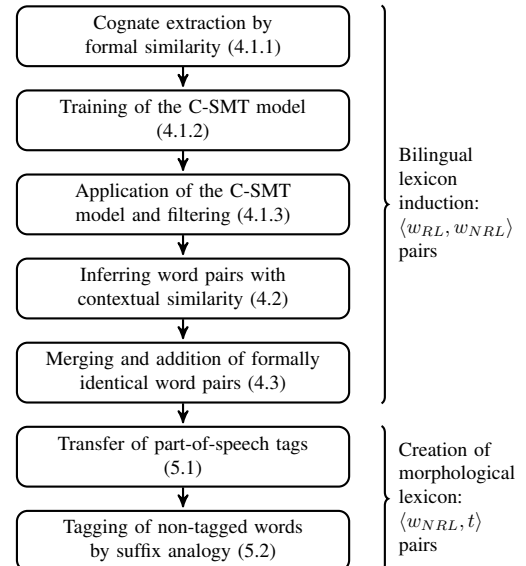 Cognate extraction by
formal similarity (4.1.1)
Training of the C-SMT model
(4.1.2)
Application of the C-SMT
model and filtering (4.1.3)
Inferring word pairs with
contextual similarity (4.2)
Merging and addition of formally
identical word pairs (4.3)
Bilingual
lexicon
induction:
⟨w_RL, w_NRL⟩
pairs
Transfer of part-of-speech tags
(5.1)
Tagging of non-tagged words
by suffix analogy (5.2)
Creation of
morphological
lexicon:
⟨w_NRL, t⟩
pairs